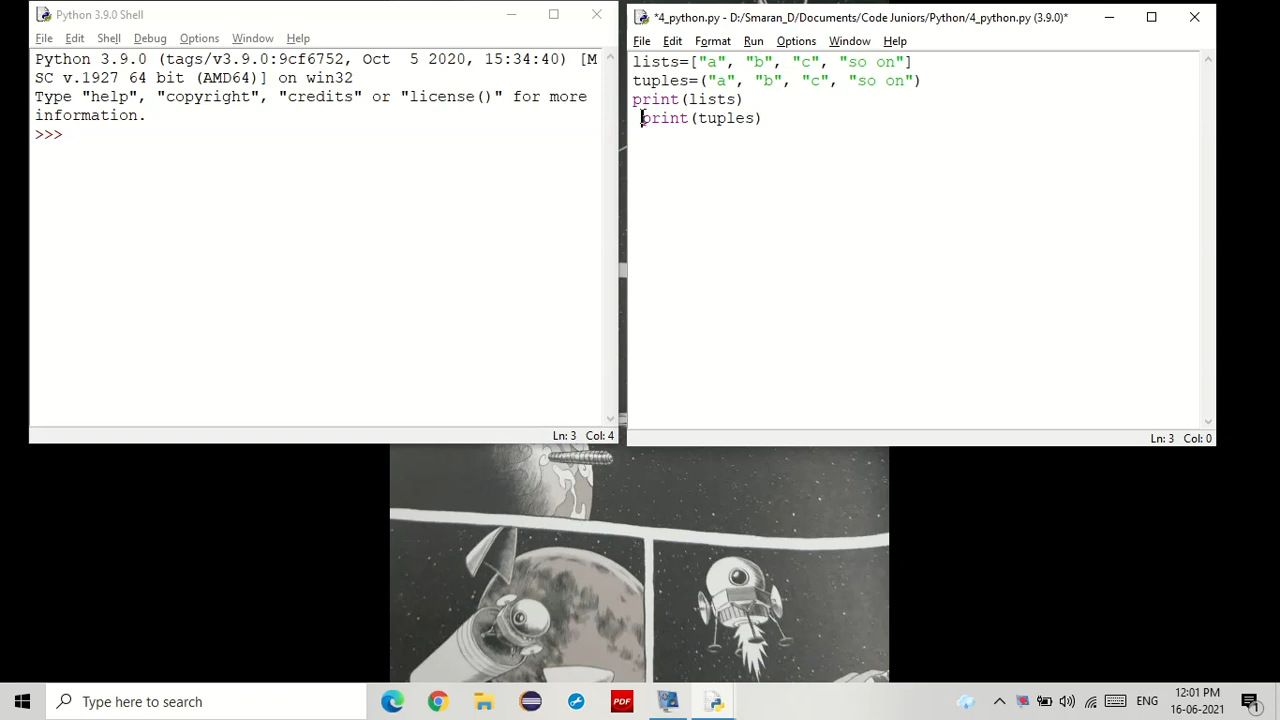 Python 3.9.0 Shell
File Edit Shell Debug Options Window Help
Python 3.9.0 (tags/v3.9.0:9cf6752, Oct  5 2020, 15:34:40) [M
SC v.1927 64 bit (AMD64)] on win32
Type "help", "copyright", "credits" or "license()" for more
information.
>>>
Ln: 3 Col: 4
*4_python.py - D:/Smaran_D/Documents/Code Juniors/Python/4_python.py (3.9.0)*
File Edit Format Run Options Window Help
lists=["a", "b", "c", "so on"]
tuples=("a", "b", "c", "so on")
print(lists)
 print(tuples)
Ln: 3 Col: 0
Type here to search
PDF
ENG
12:01 PM
16-06-2021
1